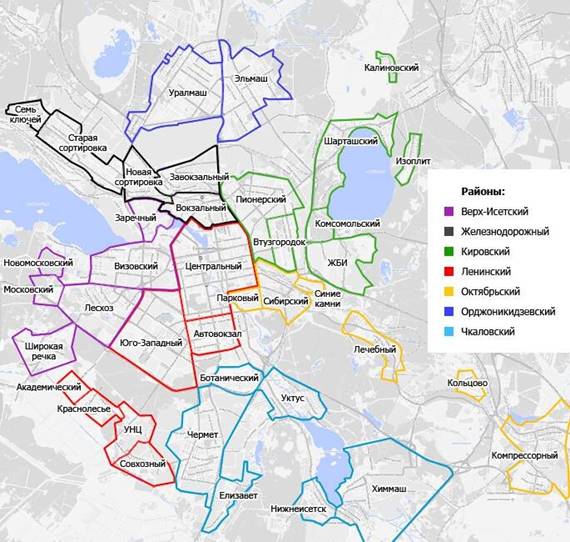 Калиновский
Эльмаш
Уралмаш
Семь
ключей
Старая
сортировка
Шарташский
Изоплит
Новая
сортировка
Завокзальный
Пионерский
Районы:
Верх-Исетский
Железнодорожный
Кировский
Ленинский
Октябрьский
Орджоникидзевский
Чкаловский
Вокзальный
Заречный
Комсомольский
Втузгородок
ЖБИ
Новомосковский
Визовский
Центральный
Московский
Парковый
Сибирский
Синие
камни
Лесхоз
Автовокзал
Юго-Западный
Широкая
речка
Лечебный
Академический
Ботанический
Кольцово
Краснолесье
Уктус
УНЦ
Чермет
Компрессорный
Совхозный
Химмаш
Елизавет
Нижнеисетск